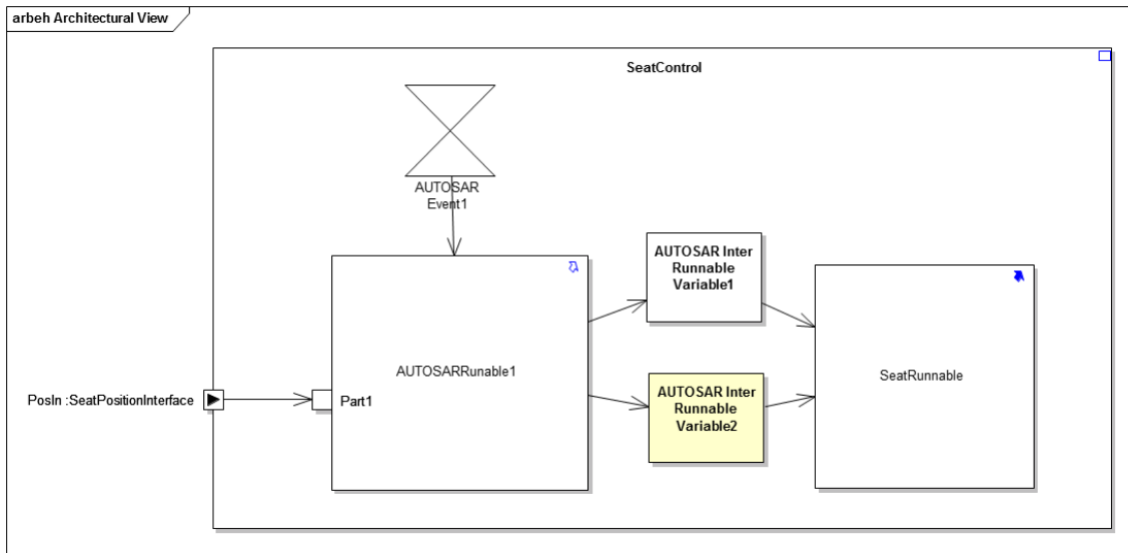 arbeh Architectural View
SeatControl
AUTOSAR
Event1
AUTOSAR Inter
Runnable
Variable1
AUTOSARRunable1
SeatRunnable
PosIn :SeatPositionInterface
Part1
AUTOSAR Inter
Runnable
Variable2